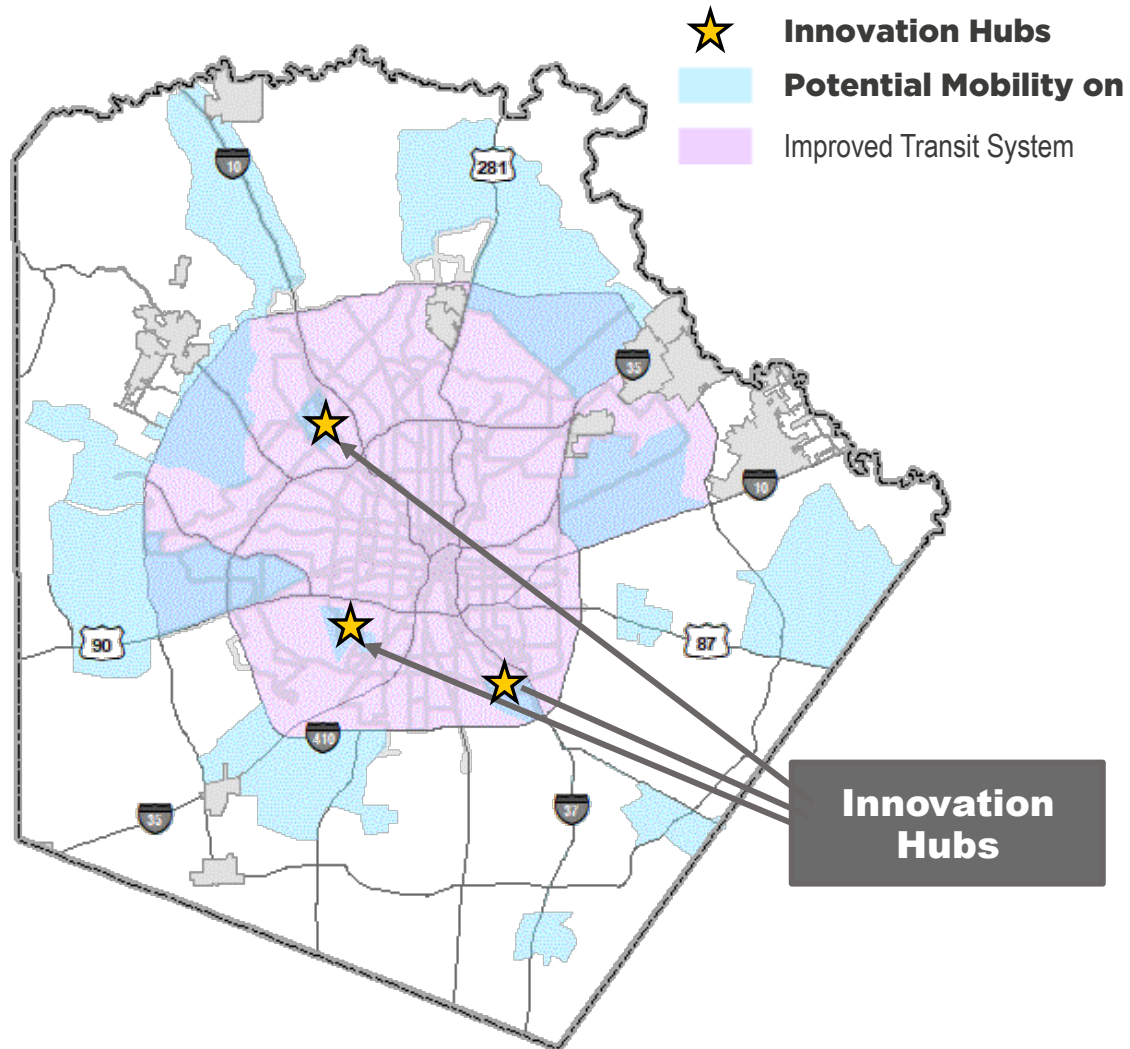 Innovation Hubs
Potential Mobility on
Improved Transit System
10
281
35
10
90
87
410
35
37
Innovation
Hubs